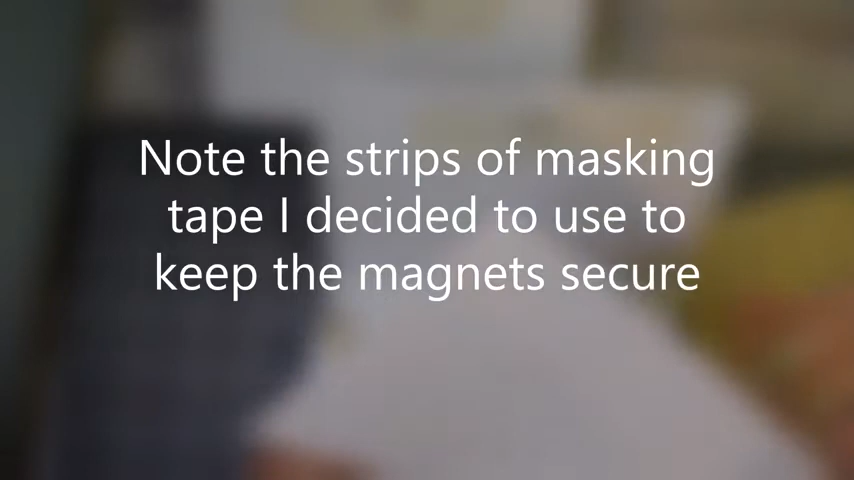 Note the strips of masking
tape I decided to use to
keep the magnets secure